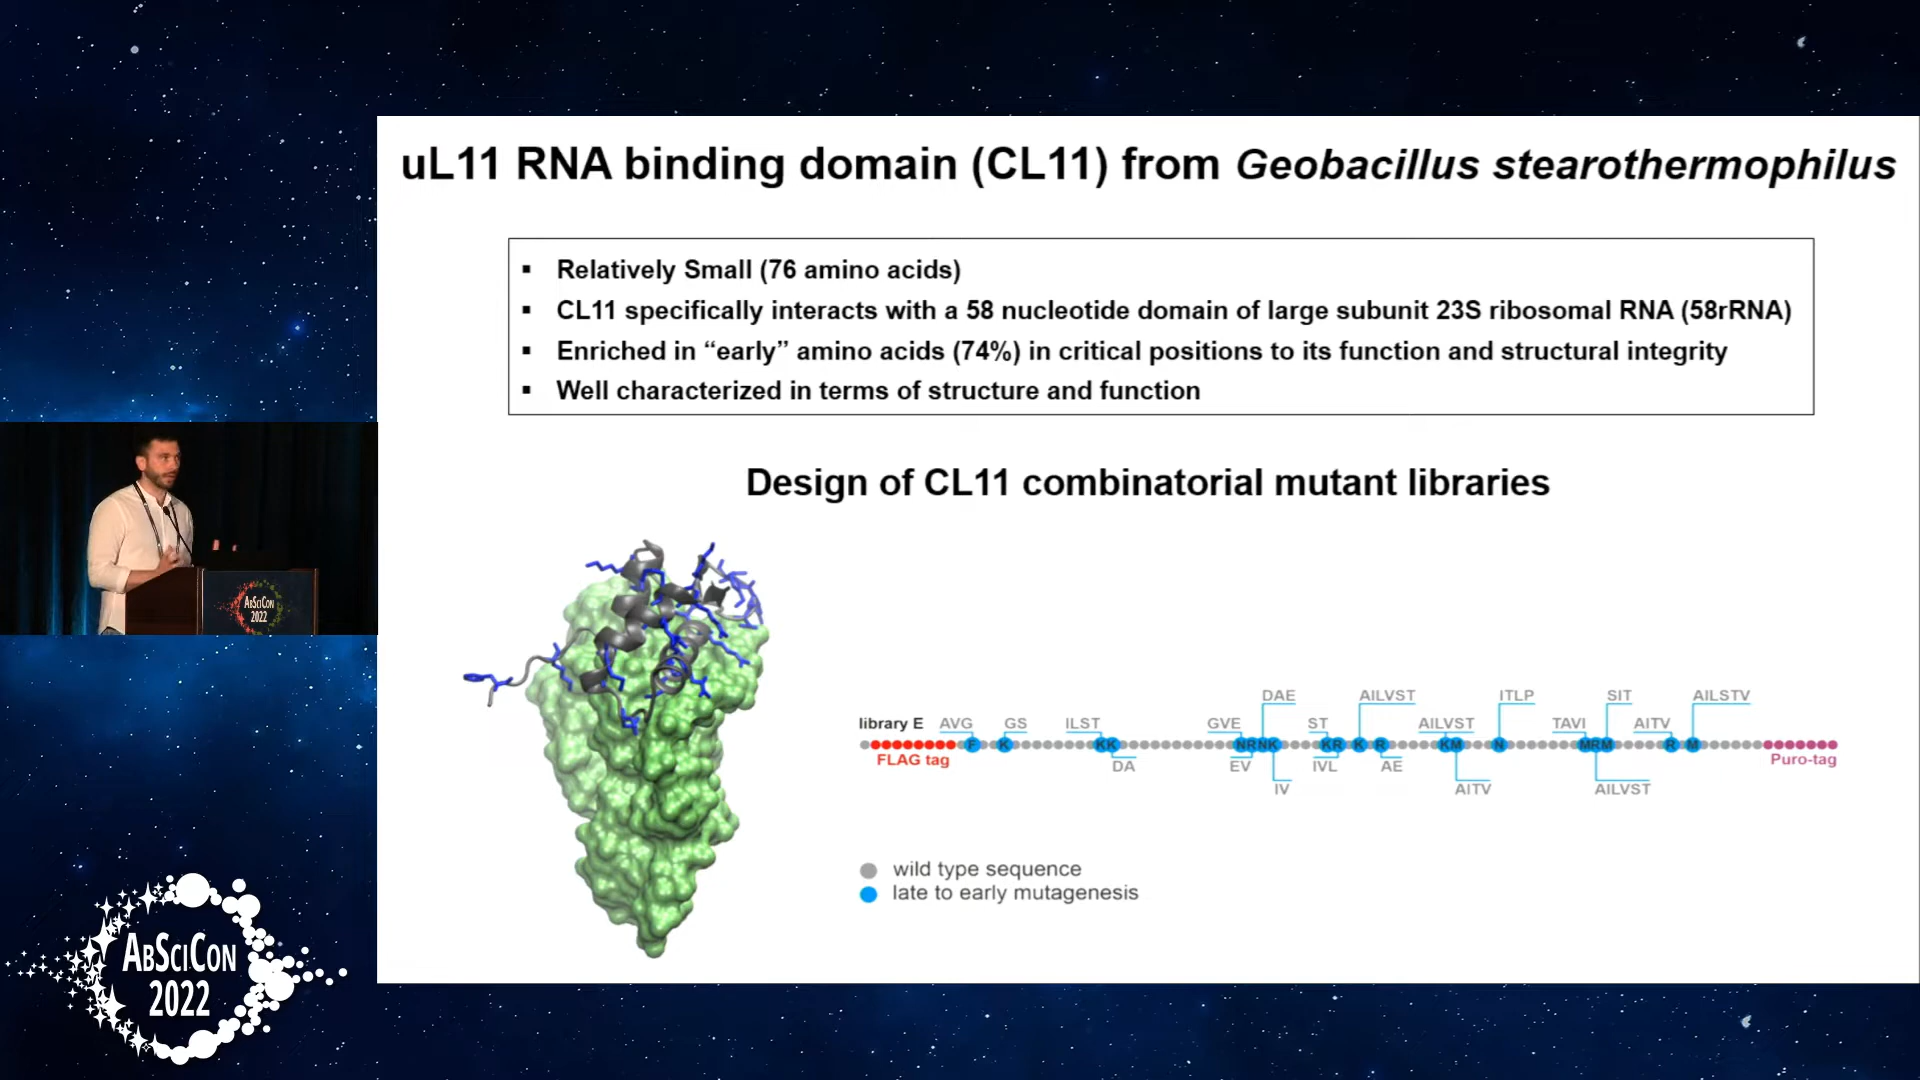 uL11 RNA binding domain (CL11) from Geobacillus stearothermophilus
▪ Relatively Small (76 amino acids)
▪ CL11 specifically interacts with a 58 nucleotide domain of large subunit 23S ribosomal RNA (58rRNA)
▪ Enriched in “early” amino acids (74%) in critical positions to its function and structural integrity
▪ Well characterized in terms of structure and function
Design of CL11 combinatorial mutant libraries
DAE AILVST ITLP SIT AILSTV
library E AVG GS ILST GVE ST AILVST TAVI AITV
F K KK NRNK KR K R KM N MRM R M
FLAG tag DA EV IVL AE Puro-tag
IV AITV AILVST
wild type sequence
late to early mutagenesis
ABSCICON
2022
ABSCICON
2022